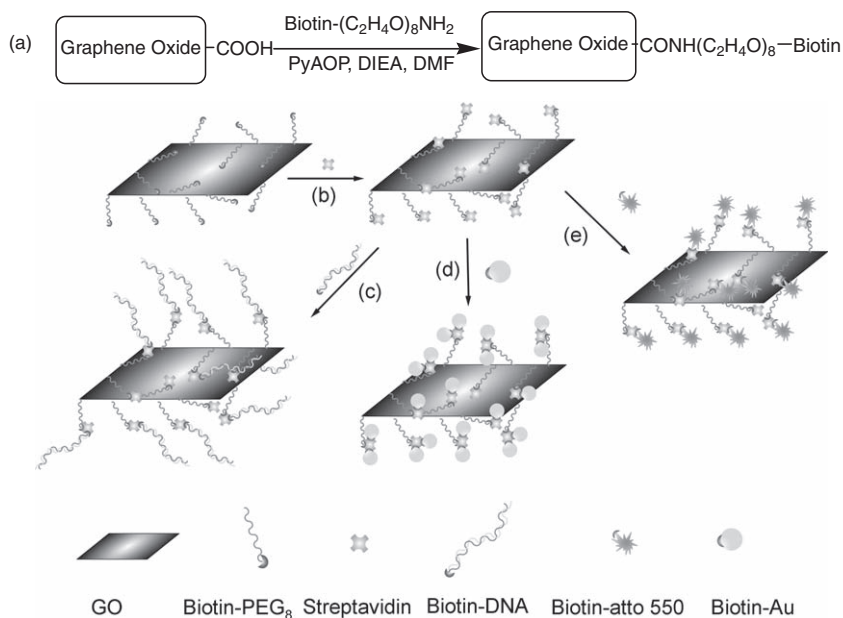 (a)
Graphene Oxide
COOH
Biotin-(C₂H₄O)₈NH₂
PyAOP, DIEA, DMF
Graphene Oxide
CONH(C₂H₄O)₈—Biotin
(b)
(c)
(d)
(e)
GO
Biotin-PEG₈
Streptavidin
Biotin-DNA
Biotin-atto 550
Biotin-Au